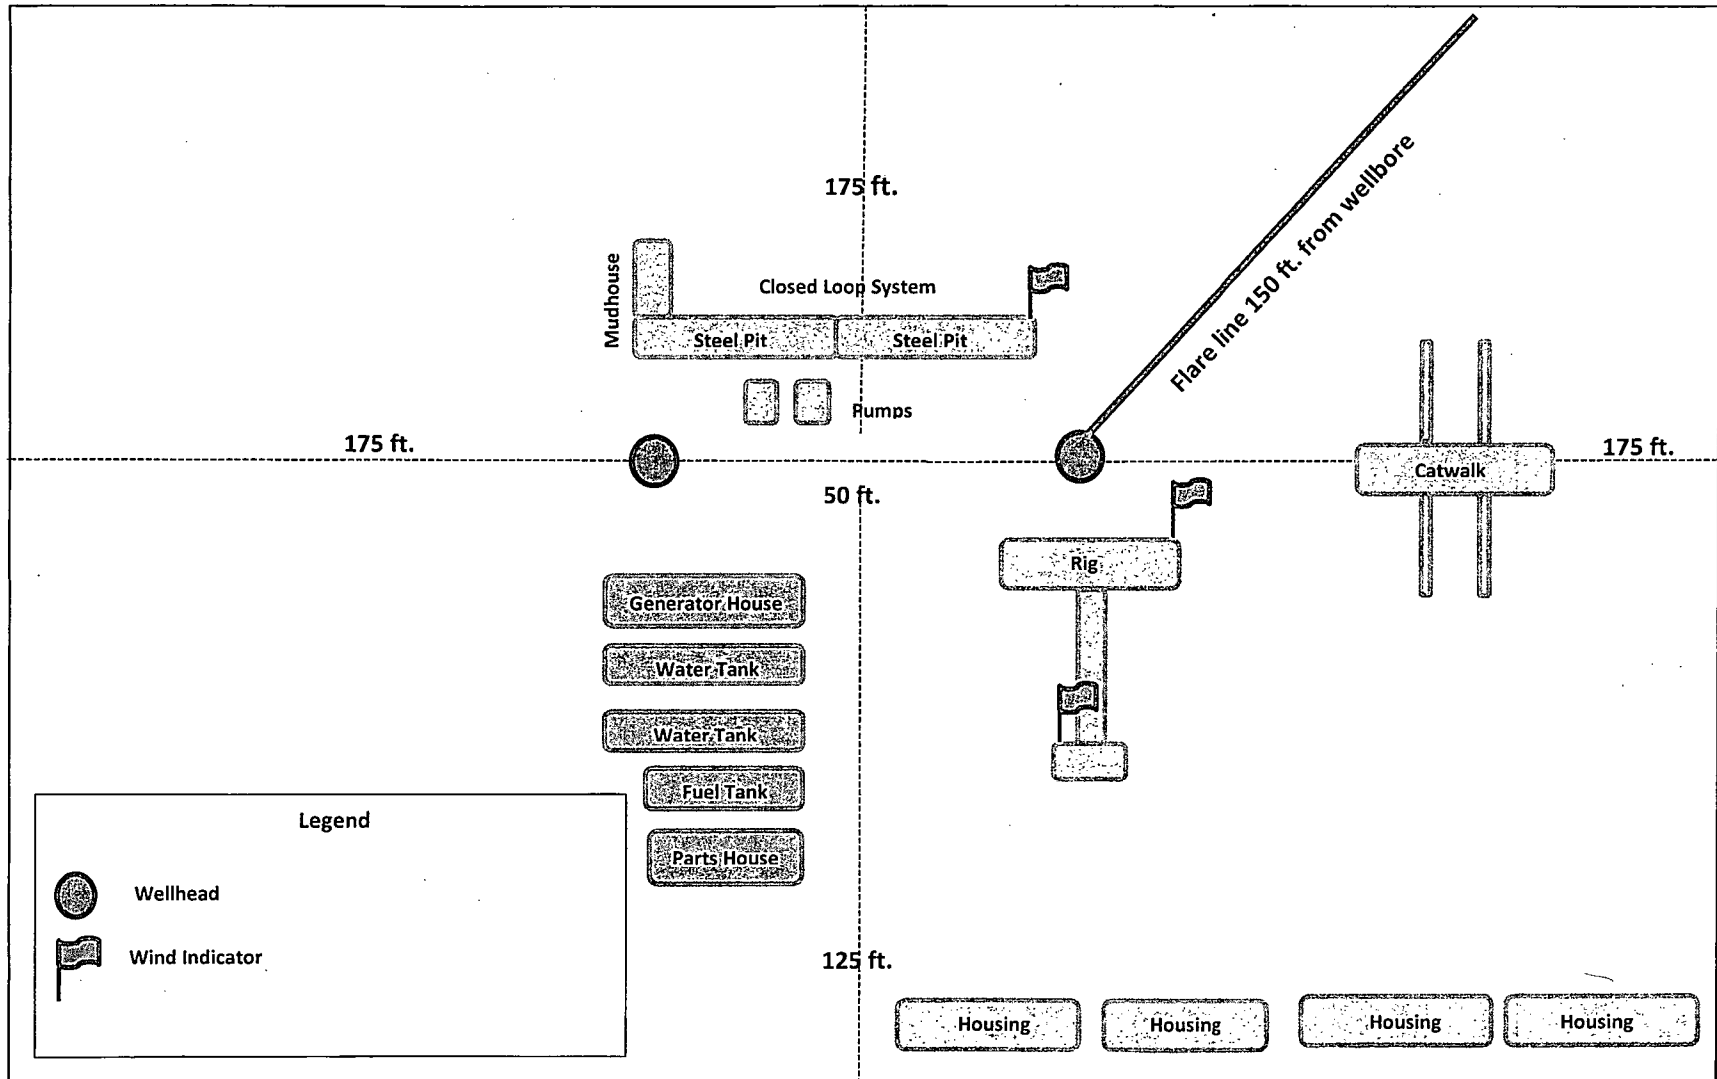 175 ft.
Flare line 150 ft. from wellbore
Mudhouse
Closed Loop System
Steel Pit
Steel Pit
Pumps
175 ft.
175 ft.
Catwalk
50 ft.
Rig
Generator House
Water Tank
Water Tank
Fuel Tank
Legend
Parts House
Wellhead
Wind Indicator
125 ft.
Housing
Housing
Housing
Housing